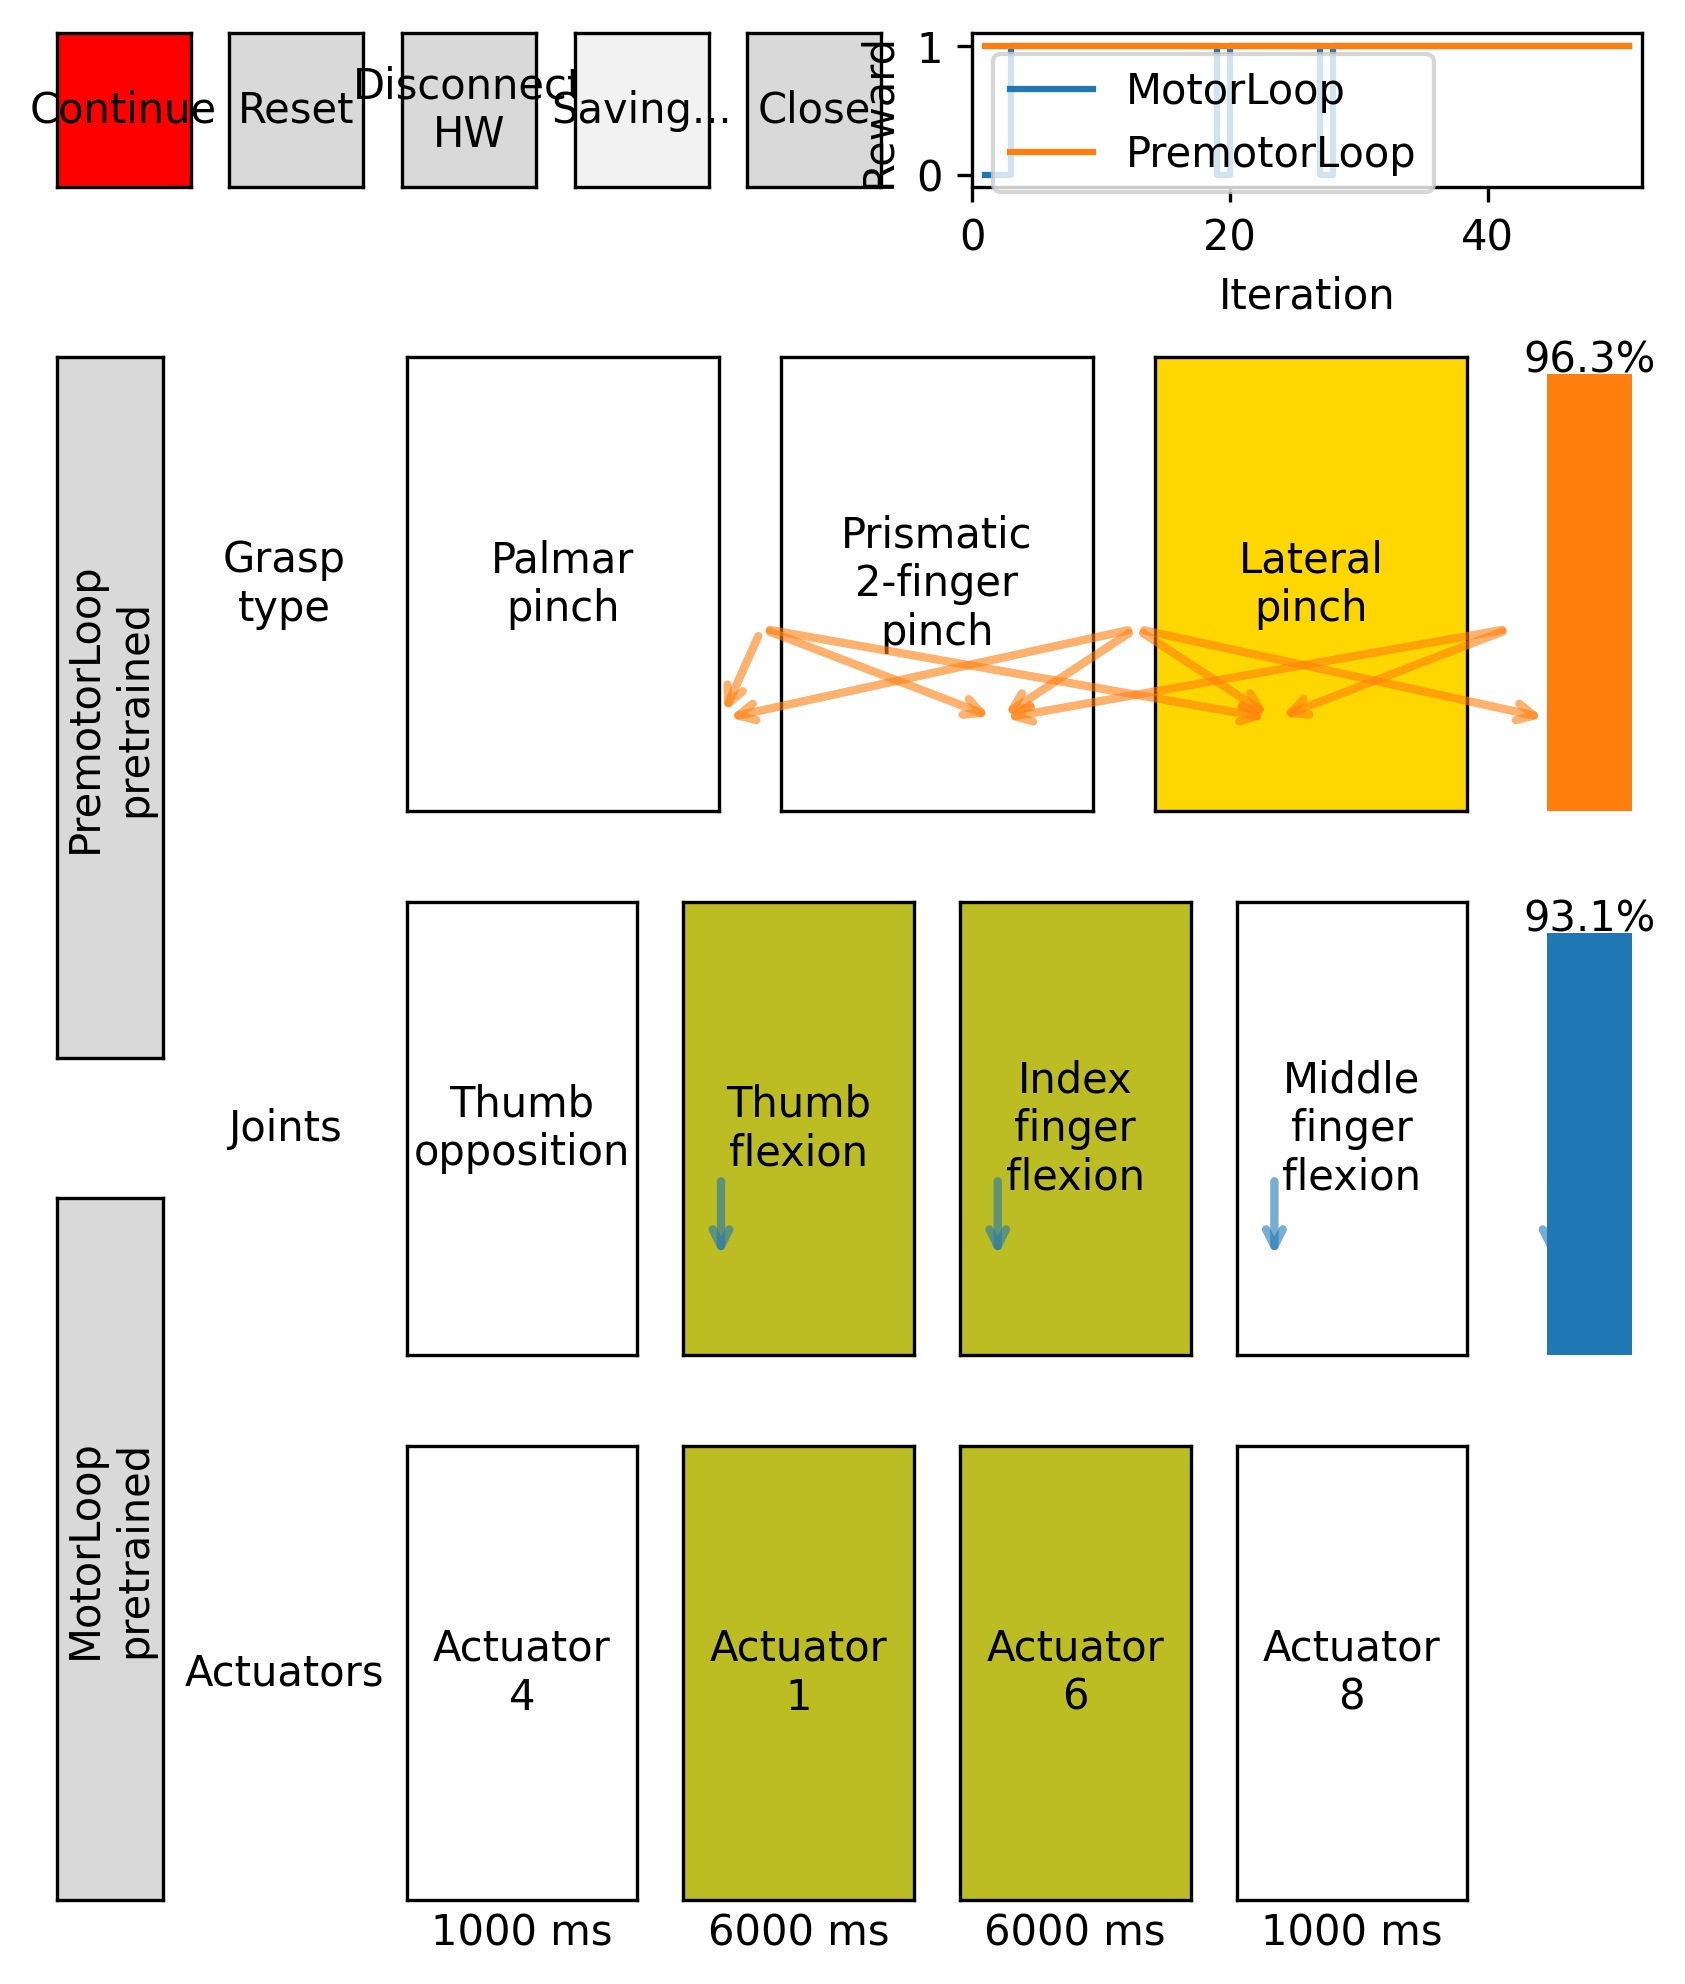 Continue
Reset
Disconnect
HW
Saving...
Close
Reward
1
0
MotorLoop
PremotorLoop
0 20 40
Iteration
PremotorLoop
pretrained
Grasp
type
Palmar
pinch
Prismatic
2-finger
pinch
Lateral
pinch
96.3%
Joints
Thumb
opposition
Thumb
flexion
Index
finger
flexion
Middle
finger
flexion
93.1%
MotorLoop
pretrained
Actuators
Actuator
4
Actuator
1
Actuator
6
Actuator
8
1000 ms
6000 ms
6000 ms
1000 ms